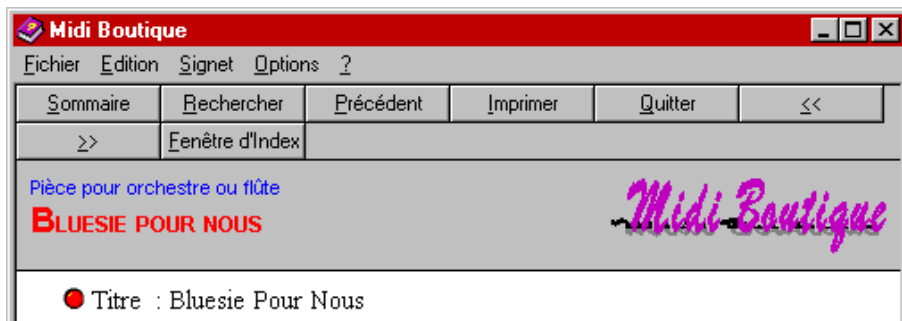 Midi Boutique
Fichier Edition Signet Options ?
Sommaire Rechercher Précédent Imprimer Quitter <<
>> Fenêtre d'Index
Pièce pour orchestre ou flûte
BLUESIE POUR NOUS
Midi-Boutique
Titre : Bluesie Pour Nous